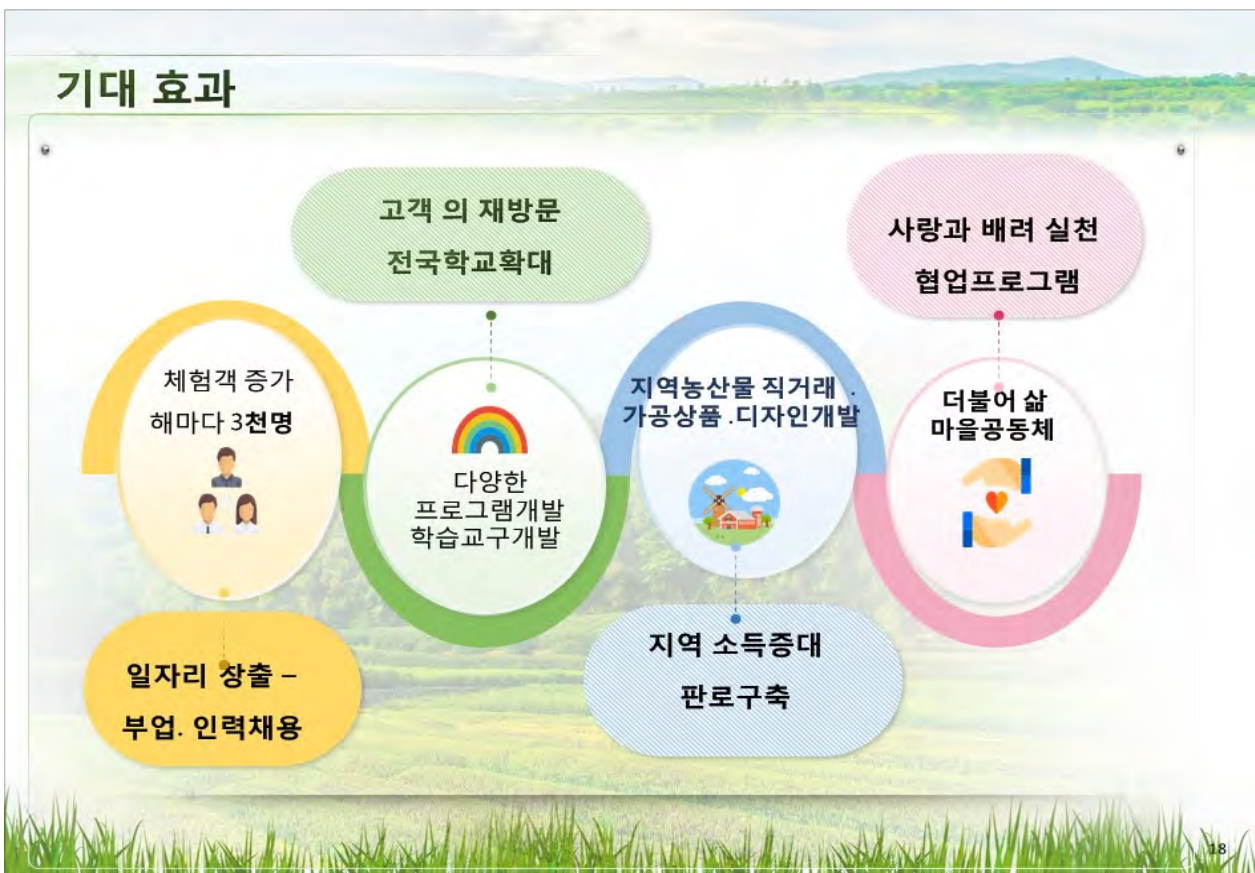 기대 효과
고객 의 재방문
전국학교확대
사랑과 배려 실천
협업프로그램
체험객 증가
해마다 3천명
다양한
프로그램개발
학습교구개발
지역농산물 직거래 .
가공상품 .디자인개발
더불어 삶
마을공동체
일자리 창출 –
부업. 인력채용
지역 소득증대
판로구축
18